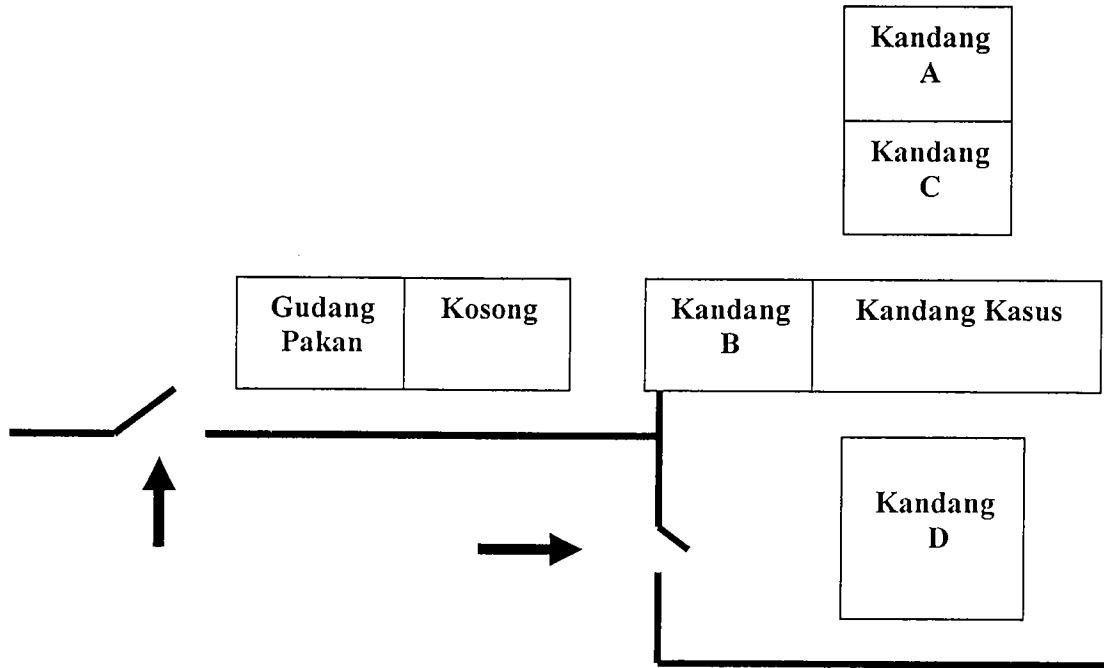 Kandang
A
Kandang
C
Gudang
Pakan
Kosong
Kandang
B
Kandang Kasus
Kandang
D